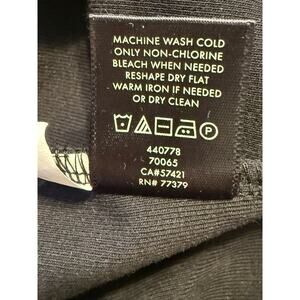 MACHINE WASH COLD
ONLY NON-CHLORINE
BLEACH WHEN NEEDED
RESHAPE DRY FLAT
WARM IRON IF NEEDED
OR DRY CLEAN
P
440778
70065
CA#57421
RN# 77379